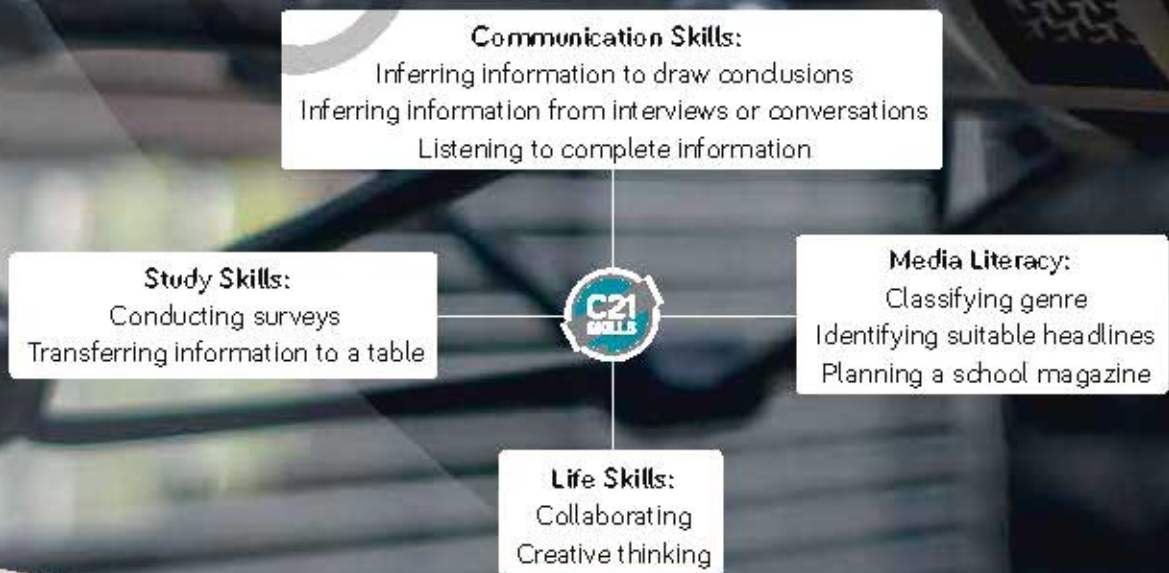 Communication Skills:
Inferring information to draw conclusions
Inferring information from interviews or conversations
Listening to complete information
Study Skills:
Conducting surveys
Transferring information to a table
C21
SKILLS
Media Literacy:
Classifying genre
Identifying suitable headlines
Planning a school magazine
Life Skills:
Collaborating
Creative thinking